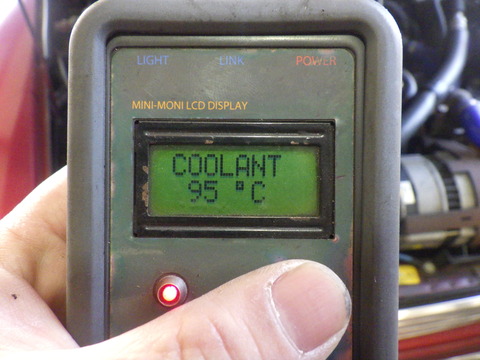 LIGHT LINK POWER
MINI-MONI LCD DISPLAY
COOLANT
95 °C